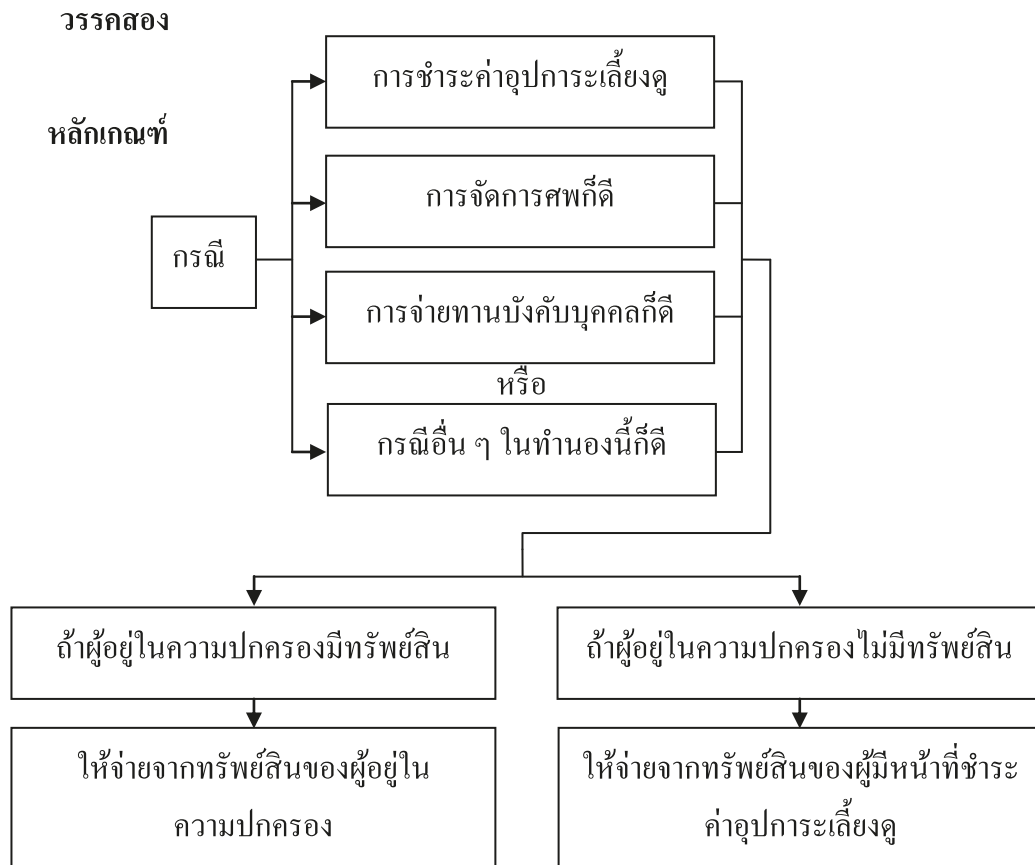 วรรคสอง
การชำระค่าอุปการะเลี้ยงดู
หลักเกณฑ์
การจัดการศพก็ดี
กรณี
การจ่ายทานบังคับบุคคลก็ดี
หรือ
กรณีอื่น ๆ ในทำนองนี้ก็ดี
ถ้าผู้อยู่ในความปกครองมีทรัพย์สิน
ถ้าผู้อยู่ในความปกครองไม่มีทรัพย์สิน
ให้จ่ายจากทรัพย์สินของผู้อยู่ใน
ความปกครอง
ให้จ่ายจากทรัพย์สินของผู้มีหน้าที่ชำระ
ค่าอุปการะเลี้ยงดู